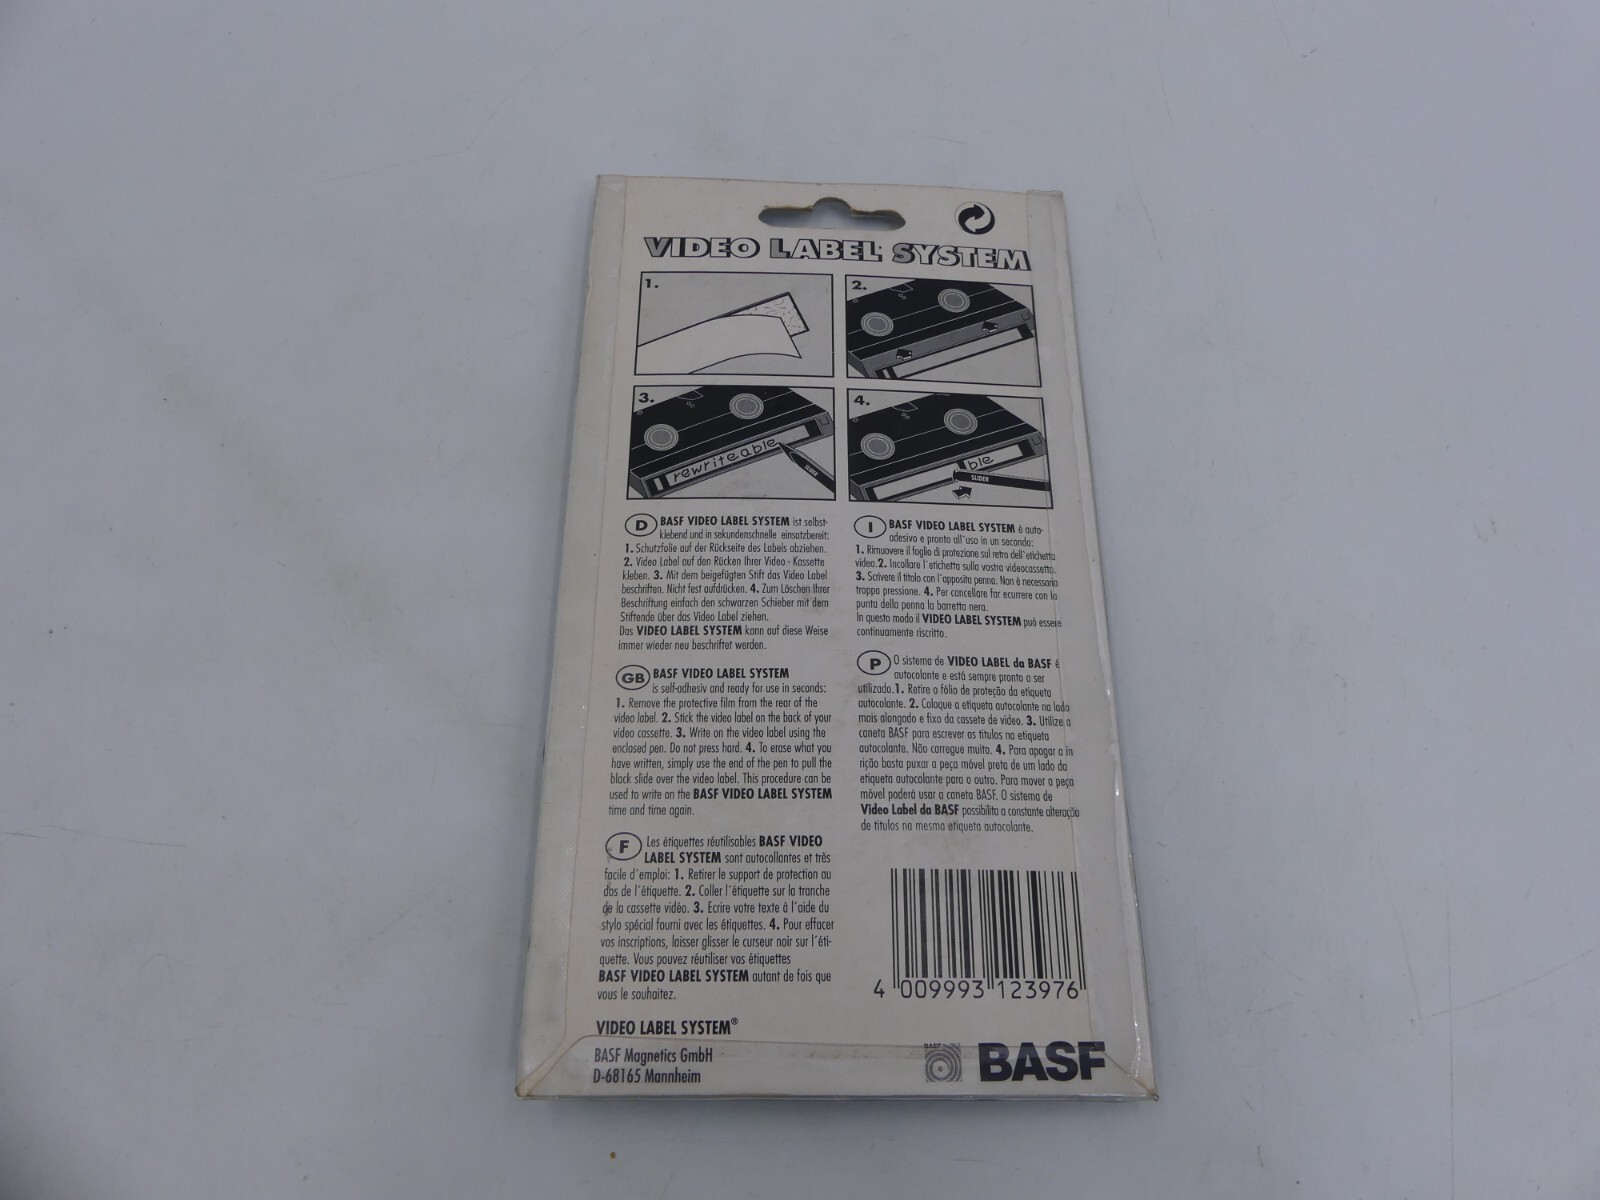 VIDEO LABEL SYSTEM
1.
2.
3.
rewriteable
SLIDER
4.
ble
SLIDER
D BASF VIDEO LABEL SYSTEM ist selbst-
klebend und in sekundenschnelle einsatzbereit:
1. Schutzfolie auf der Rückseite des Labels abziehen.
2. Video Label auf den Rücken Ihrer Video - Kassette
kleben. 3. Mit dem beigefügten Stift das Video Label
beschriften. Nicht fest aufdrücken. 4. Zum Löschen Ihrer
Beschriftung einfach den schwarzen Schieber mit dem
Stiftende über das Video Label ziehen.
Das VIDEO LABEL SYSTEM kann auf diese Weise
immer wieder neu beschriftet werden.
GB BASF VIDEO LABEL SYSTEM
is self-adhesiv and ready for use in seconds:
1. Remove the protective film from the rear of the
video label. 2. Stick the video label on the back of your
video cassette. 3. Write on the video label using the
enclosed pen. Do not press hard. 4. To erase what you
have written, simply use the end of the pen to pull the
black slide over the video label. This procedure can be
used to write on the BASF VIDEO LABEL SYSTEM
time and time again.
F Les étiquettes réutilisables BASF VIDEO
LABEL SYSTEM sont autocollantes et très
facile d'emploi: 1. Retirer le support de protection au
dos de l'étiquette. 2. Coller l'étiquette sur la tranche
de la cassette vidéo. 3. Ecrire votre texte à l'aide du
stylo spécial fourni avec les étiquettes. 4. Pour effacer
vos inscriptions, laisser glisser le curseur noir sur l'éti-
quette. Vous pouvez réutiliser vos étiquettes
BASF VIDEO LABEL SYSTEM autant de fois que
vous le souhaitez.
I BASF VIDEO LABEL SYSTEM è auto-
adesivo e pronto all'uso in un secondo:
1. Rimuovere il foglio di protezione sul retro dell'etichetta
video. 2. Incollare l'etichetta sulla vostra videocassetta.
3. Scrivere il titolo con l'apposita penna. Non è necessaria
troppa pressione. 4. Per cancellare far ecurrere con la
punta della penna la barretta nera.
In questo modo il VIDEO LABEL SYSTEM può essere
continuamente riscritto.
P O sistema de VIDEO LABEL da BASF é
autocolante e está sempre pronto a ser
utilizado. 1. Retire o fólio de proteção da etiqueta
autocolante. 2. Coloque a etiqueta autocolante no lado
mais alongado e fixo da cassete de video. 3. Utilize a
caneta BASF para escrever os titulos na etiqueta
autocolante. Não carregue muito. 4. Para apagar a in
rição basta puxar a peça móvel preta de um lado da
etiqueta autocolante para o outro. Para mover a peça
móvel poderá usar a caneta BASF. O sistema de
Video Label da BASF possibilita a constante alteração
de titulos na mesma etiqueta autocolante.
4 009993 123976
VIDEO LABEL SYSTEM®
BASF Magnetics GmbH
D-68165 Mannheim
BASF
BASF